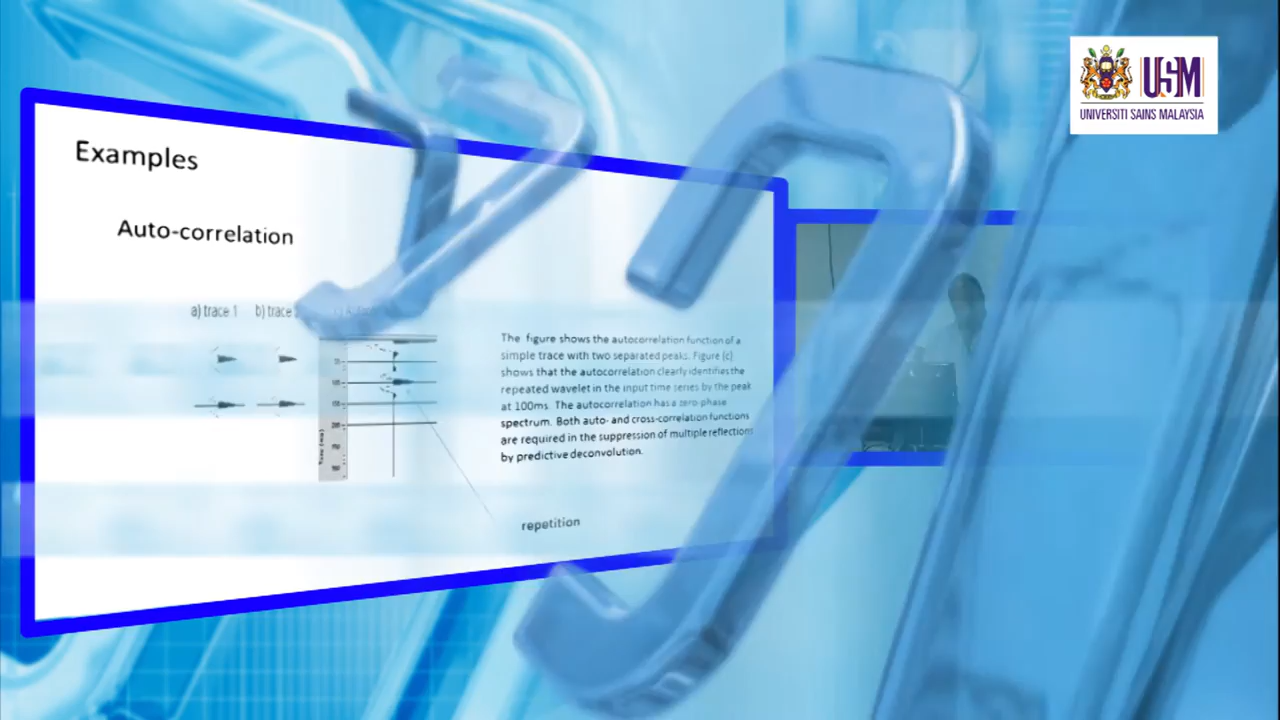 USM
UNIVERSITI SAINS MALAYSIA
Examples
Auto-correlation
a) trace 1 b) trace
The figure shows the autocorrelation function of a
simple trace with two separated peaks. Figure (c)
shows that the autocorrelation clearly identifies the
repeated wavelet in the input time series by the peak
at 100ms. The autocorrelation has a zero-phase
spectrum. Both auto- and cross-correlation functions
are required in the suppression of multiple reflections
by predictive deconvolution.
repetition